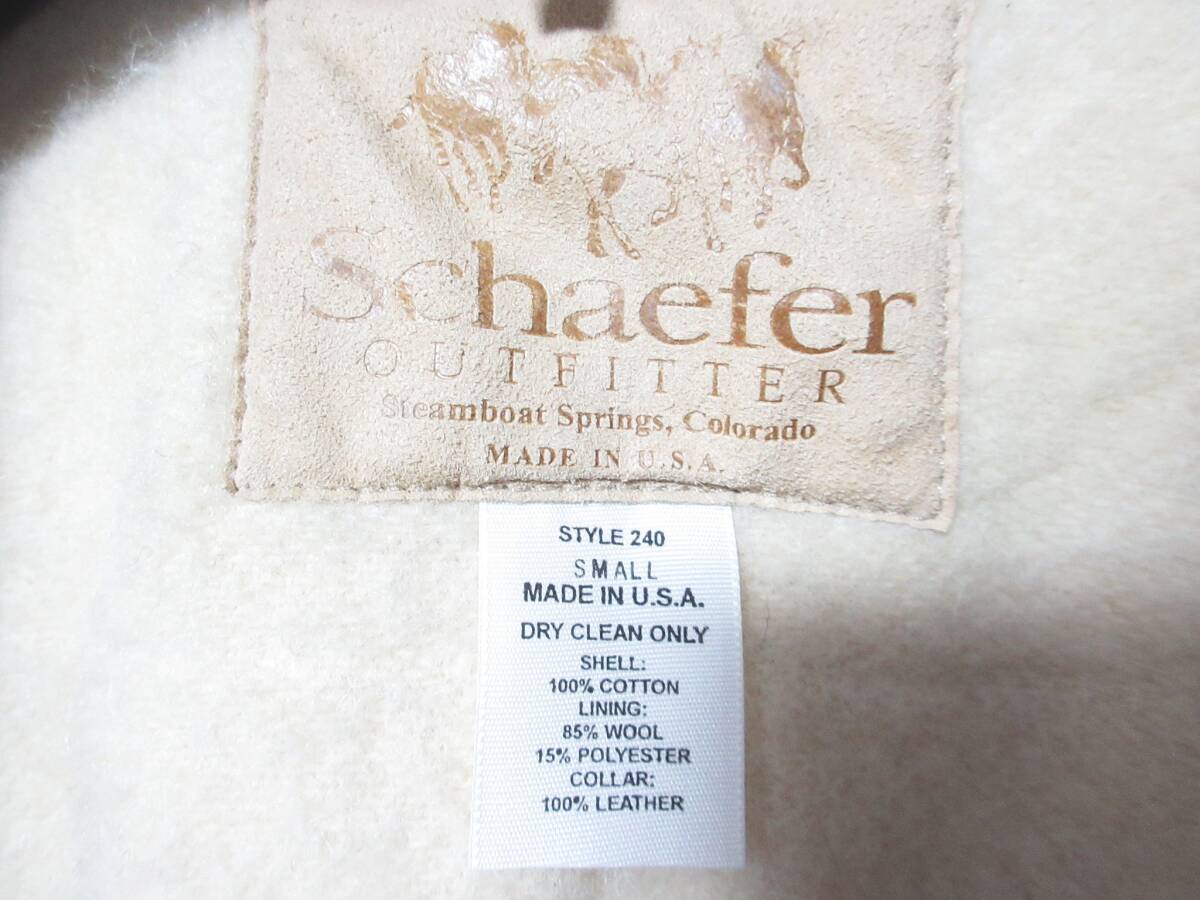 Schaefer
OUTFITTER
Steamboat Springs, Colorado
MADE IN U.S.A.
STYLE 240
SMALL
MADE IN U.S.A.
DRY CLEAN ONLY
SHELL:
100% COTTON
LINING:
85% WOOL
15% POLYESTER
COLLAR:
100% LEATHER